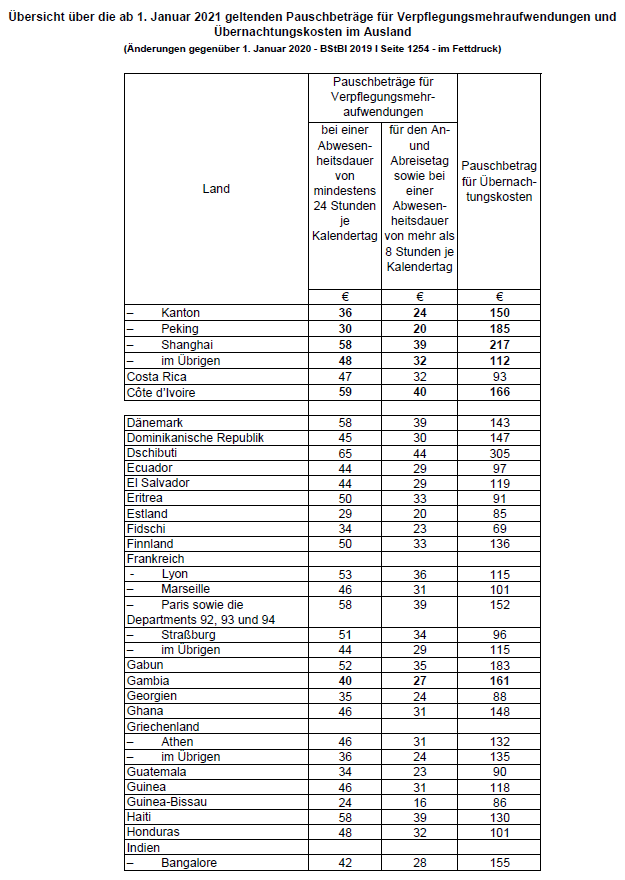 Übersicht über die ab 1. Januar 2021 geltenden Pauschbeträge für Verpflegungsmehraufwendungen und
Übernachtungskosten im Ausland
(Änderungen gegenüber 1. Januar 2020 - BStBl 2019 I Seite 1254 - im Fettdruck)
Land
Pauschbeträge für
Verpflegungsmehr-
aufwendungen
bei einer
Abwesen-
heitsdauer
von
mindestens
24 Stunden
je
Kalendertag
für den An-
und
Abreisetag
sowie bei
einer
Abwesen-
heitsdauer
von mehr als
8 Stunden je
Kalendertag
Pauschbetrag
für Übernach-
tungskosten
€ € €
– Kanton 36 24 150
– Peking 30 20 185
– Shanghai 58 39 217
– im Übrigen 48 32 112
Costa Rica 47 32 93
Côte d’Ivoire 59 40 166
Dänemark 58 39 143
Dominikanische Republik 45 30 147
Dschibuti 65 44 305
Ecuador 44 29 97
El Salvador 44 29 119
Eritrea 50 33 91
Estland 29 20 85
Fidschi 34 23 69
Finnland 50 33 136
Frankreich
- Lyon 53 36 115
– Marseille 46 31 101
– Paris sowie die 58 39 152
Departments 92, 93 und 94
– Straßburg 51 34 96
– im Übrigen 44 29 115
Gabun 52 35 183
Gambia 40 27 161
Georgien 35 24 88
Ghana 46 31 148
Griechenland
– Athen 46 31 132
– im Übrigen 36 24 135
Guatemala 34 23 90
Guinea 46 31 118
Guinea-Bissau 24 16 86
Haiti 58 39 130
Honduras 48 32 101
Indien
– Bangalore 42 28 155